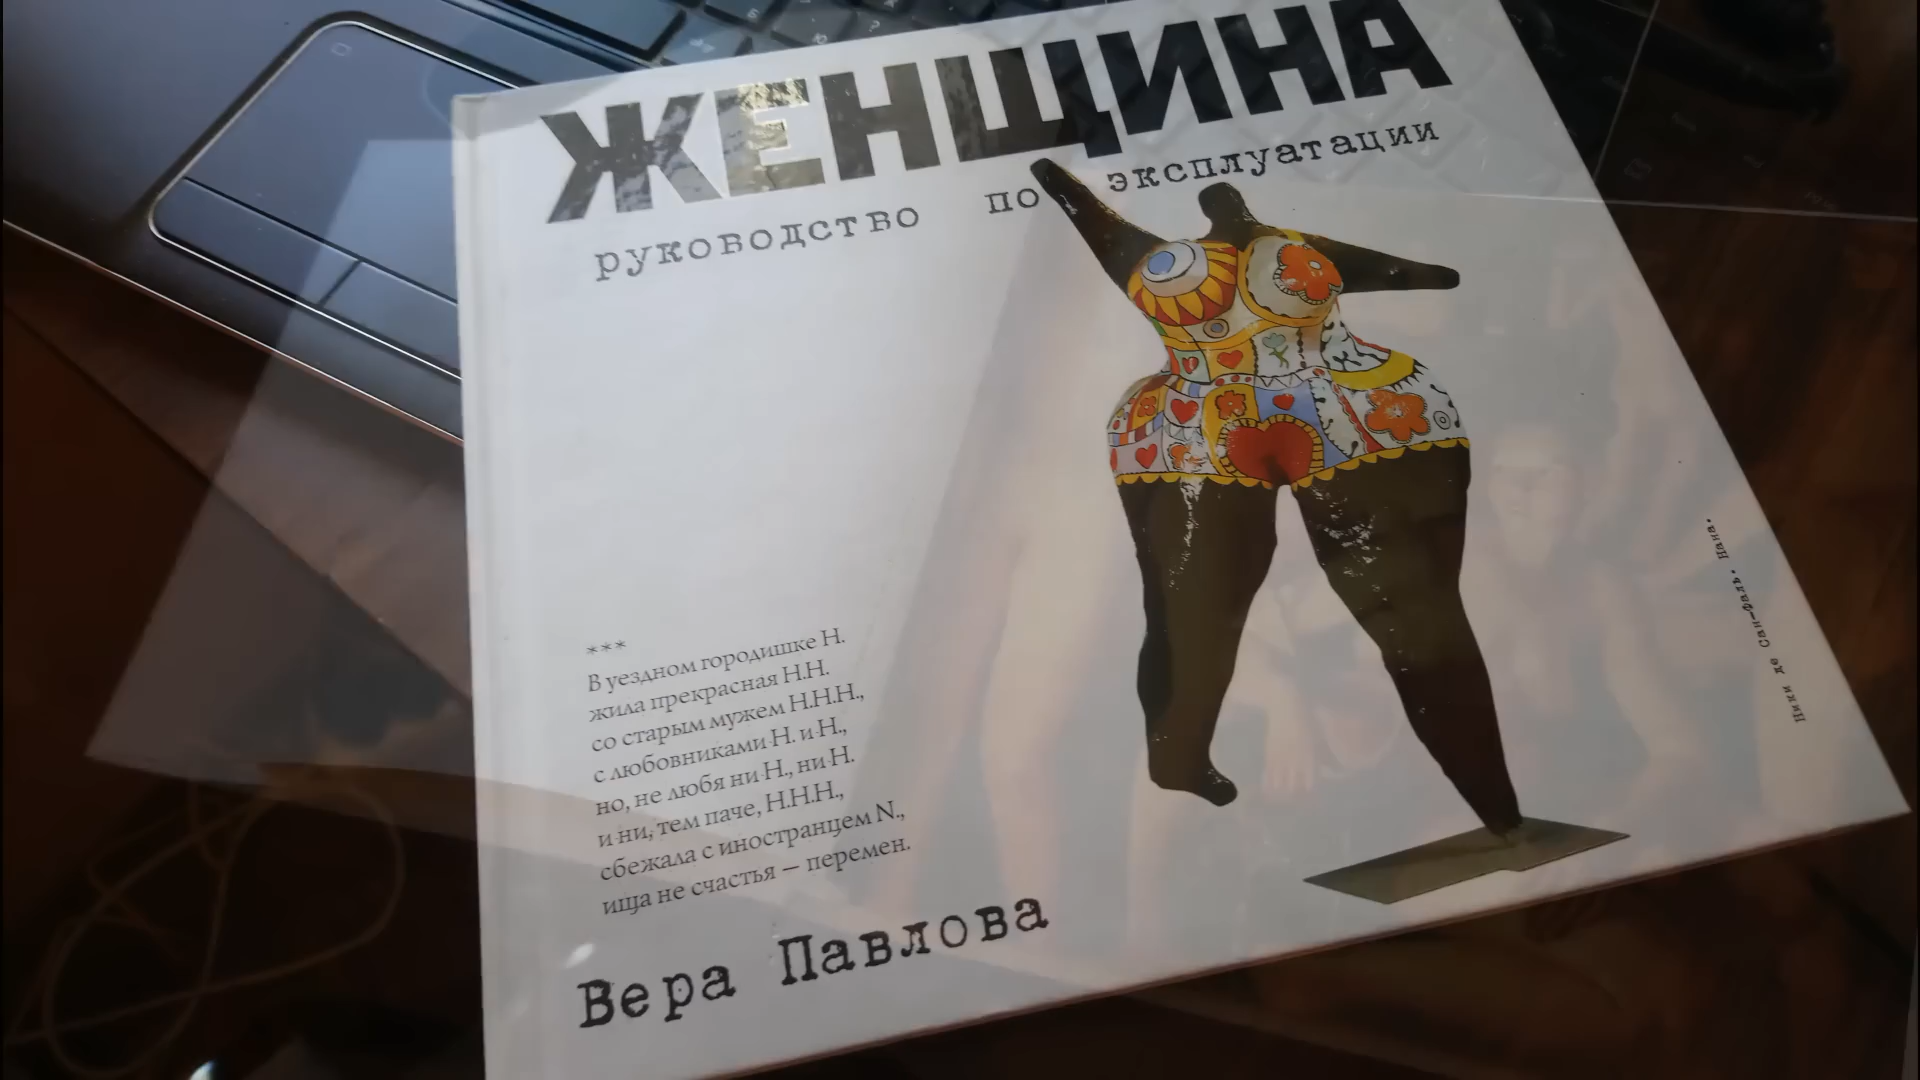 ЖЕНЩИНА
руководство по эксплуатации
***
В уездном городишке Н.
жила прекрасная Н.Н.
со старым мужем Н.Н.Н.,
с любовниками Н. и Н.,
но, не любя ни Н., ни Н.
и ни, тем паче, Н.Н.Н.,
сбежала с иностранцем N.,
ища не счастья — перемен.
Вера Павлова
Ники де Сан-Фаль. Нана.